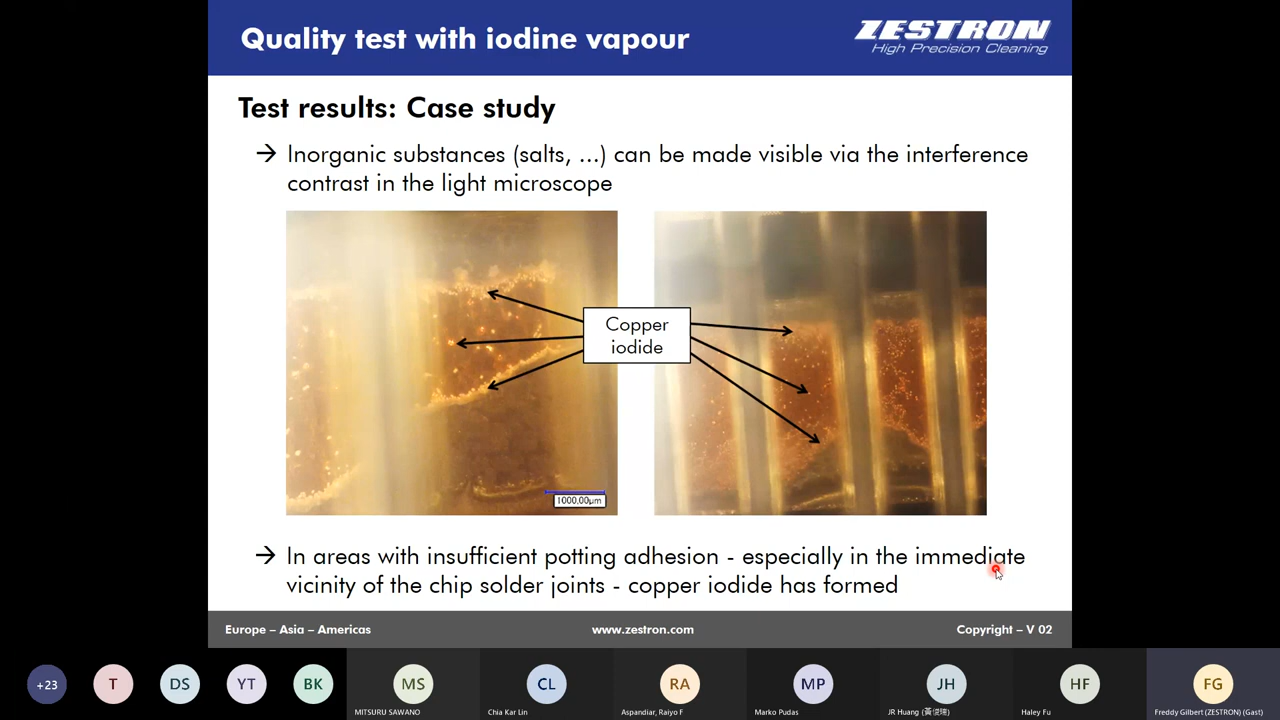 Quality test with iodine vapour
ZESTRON
High Precision Cleaning
Test results: Case study
→ Inorganic substances (salts, ...) can be made visible via the interference
contrast in the light microscope
Copper
iodide
1000,00µm
→ In areas with insufficient potting adhesion - especially in the immediate
vicinity of the chip solder joints - copper iodide has formed
Europe – Asia – Americas
www.zestron.com
Copyright – V 02
+23
T
DS
YT
BK
MS
MITSURU SAWANO
CL
Chia Kar Lin
RA
Aspandiar, Raiyo F
MP
Marko Pudas
JH
JR Huang (黃俊陽)
HF
Haley Fu
FG
Freddy Gilbert (ZESTRON) (Gast)